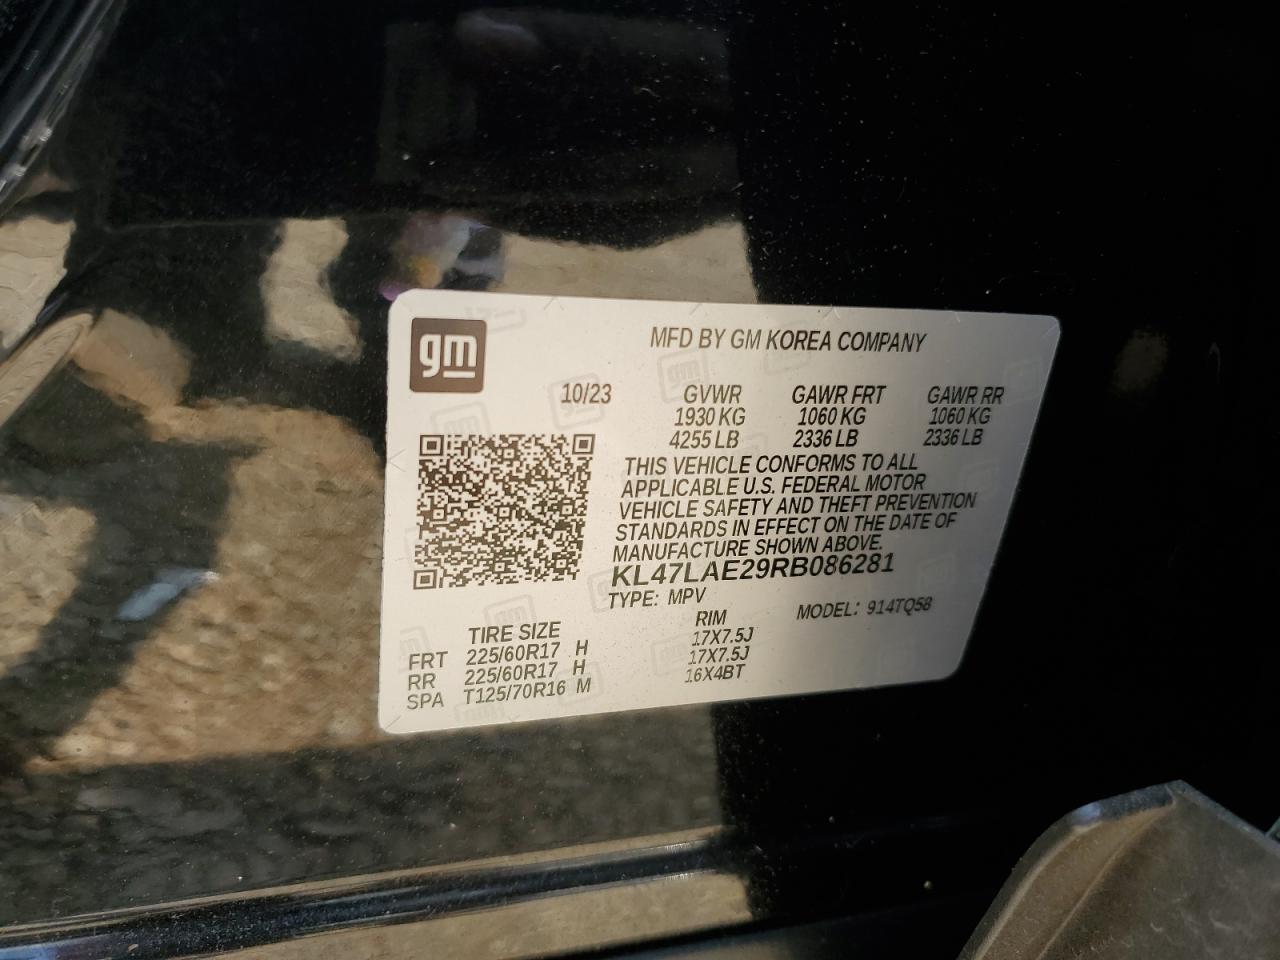 gm
MFD BY GM KOREA COMPANY
10/23 GVWR GAWR FRT GAWR RR
1930 KG 1060 KG 1060 KG
4255 LB 2336 LB 2336 LB
THIS VEHICLE CONFORMS TO ALL
APPLICABLE U.S. FEDERAL MOTOR
VEHICLE SAFETY AND THEFT PREVENTION
STANDARDS IN EFFECT ON THE DATE OF
MANUFACTURE SHOWN ABOVE.
KL47LAE29RB086281
TYPE: MPV MODEL: 914TQ58
TIRE SIZE RIM
FRT 225/60R17 H 17X7.5J
RR 225/60R17 H 17X7.5J
SPA T125/70R16 M 16X4BT